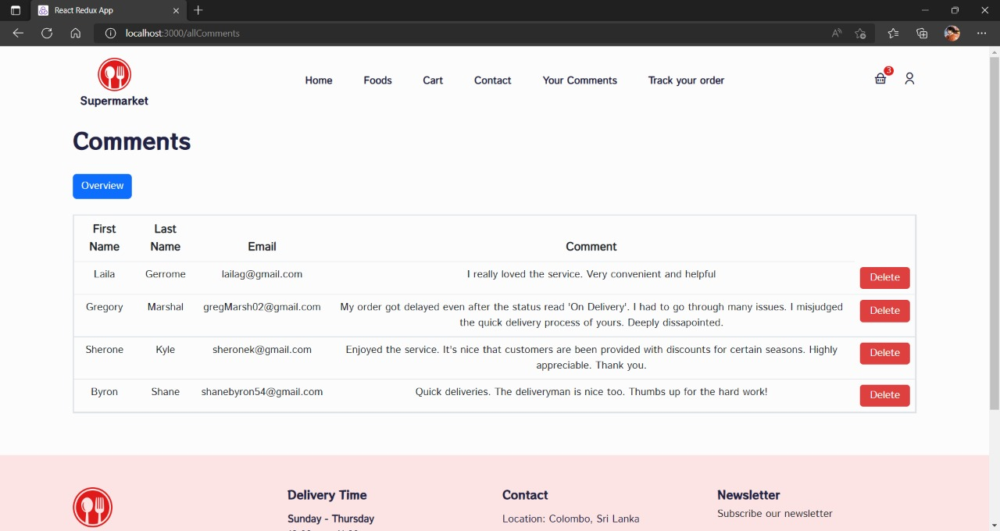 React Redux App
localhost:3000/allComments
3
Supermarket
Home Foods Cart Contact Your Comments Track your order
Comments
Overview
First Name Last Name Email Comment
Laila Gerrome lailag@gmail.com I really loved the service. Very convenient and helpful Delete
Gregory Marshal gregMarsh02@gmail.com My order got delayed even after the status read 'On Delivery'. I had to go through many issues. I misjudged
the quick delivery process of yours. Deeply dissapointed. Delete
Sherone Kyle sheronek@gmail.com Enjoyed the service. It's nice that customers are been provided with discounts for certain seasons. Highly
appreciable. Thank you. Delete
Byron Shane shanebyron54@gmail.com Quick deliveries. The deliveryman is nice too. Thumbs up for the hard work! Delete
Delivery Time Contact Newsletter
Sunday - Thursday Location: Colombo, Sri Lanka Subscribe our newsletter